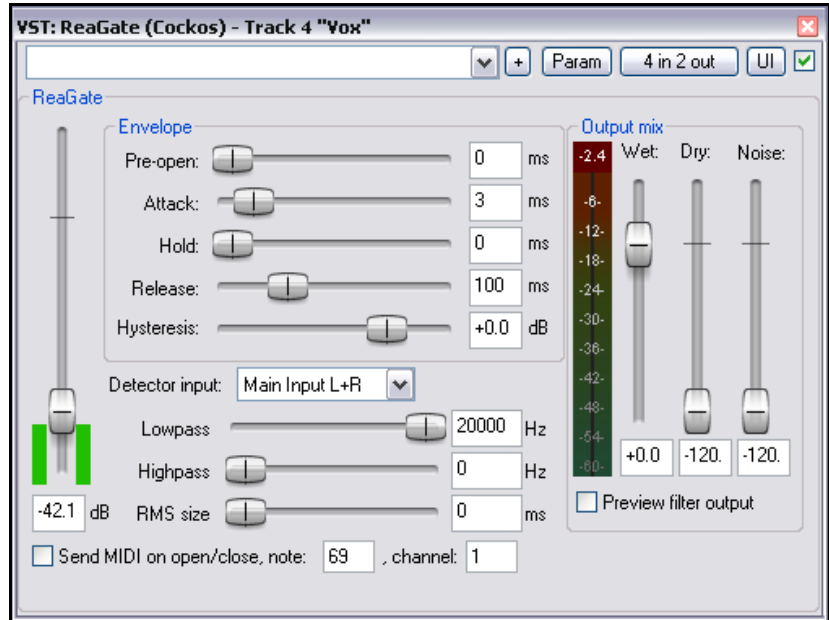 VST: ReaGate (Cockos) - Track 4 "Vox"
+ Param 4 in 2 out UI
ReaGate
Envelope
Pre-open: 0 ms
Attack: 3 ms
Hold: 0 ms
Release: 100 ms
Hysteresis: +0.0 dB
Detector input: Main Input L+R
Lowpass 20000 Hz
Highpass 0 Hz
-42.1 dB RMS size 0 ms
Send MIDI on open/close, note: 69 , channel: 1
Output mix
Wet: Dry: Noise:
-2.4
-6-
-12-
-18-
-24-
-30-
-36-
-42-
-48-
-54-
-60-
+0.0 -120. -120.
Preview filter output